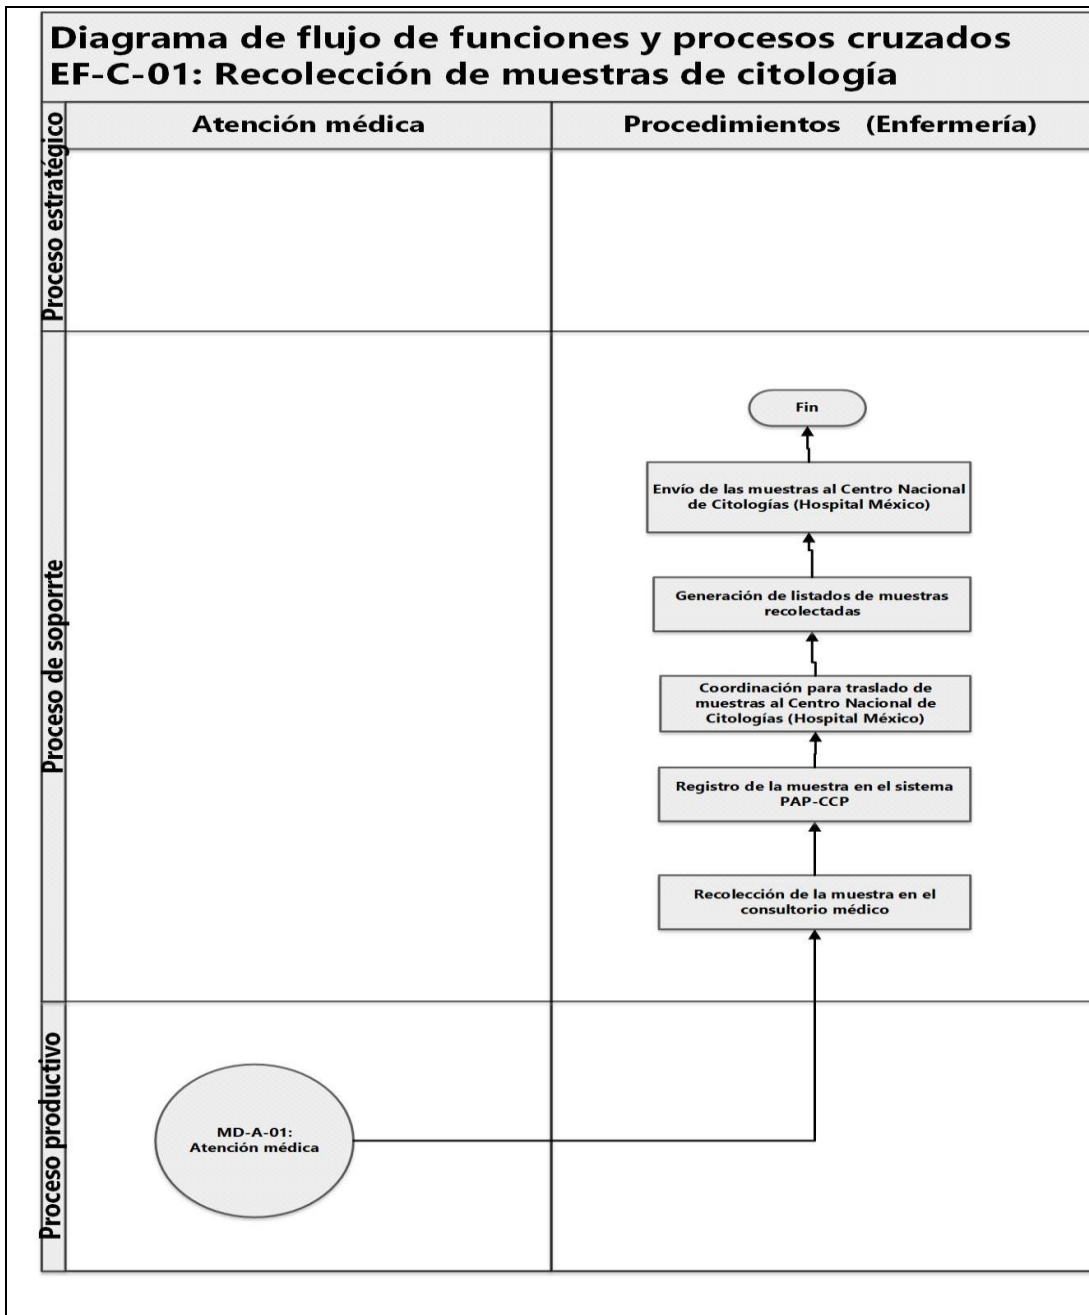 Diagrama de flujo de funciones y procesos cruzados
EF-C-01: Recolección de muestras de citología
Atención médica
Procedimientos (Enfermería)
Proceso estratégico
Proceso de soporrte
Fin
Envío de las muestras al Centro Nacional
de Citologías (Hospital México)
Generación de listados de muestras
recolectadas
Coordinación para traslado de
muestras al Centro Nacional de
Citologías (Hospital México)
Registro de la muestra en el sistema
PAP-CCP
Recolección de la muestra en el
consultorio médico
Proceso productivo
MD-A-01:
Atención médica